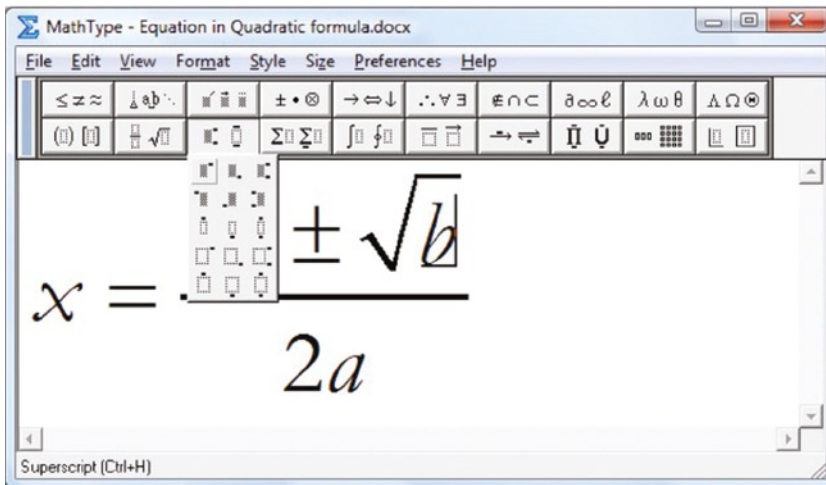 MathType - Equation in Quadratic formula.docx
File Edit View Format Style Size Preferences Help
≤ ≠ ≈ ± • ⊗ → ⇔ ↓ ∴ ∀ ∃ ∉ ∩ ⊂ ∂ ∞ ℓ λ ω θ Λ Ω ⊛
(▯) [▯] √▯ Σ▯ Σ▯ ∫▯ ∮▯
± √b
x =
2a
Superscript (Ctrl+H)